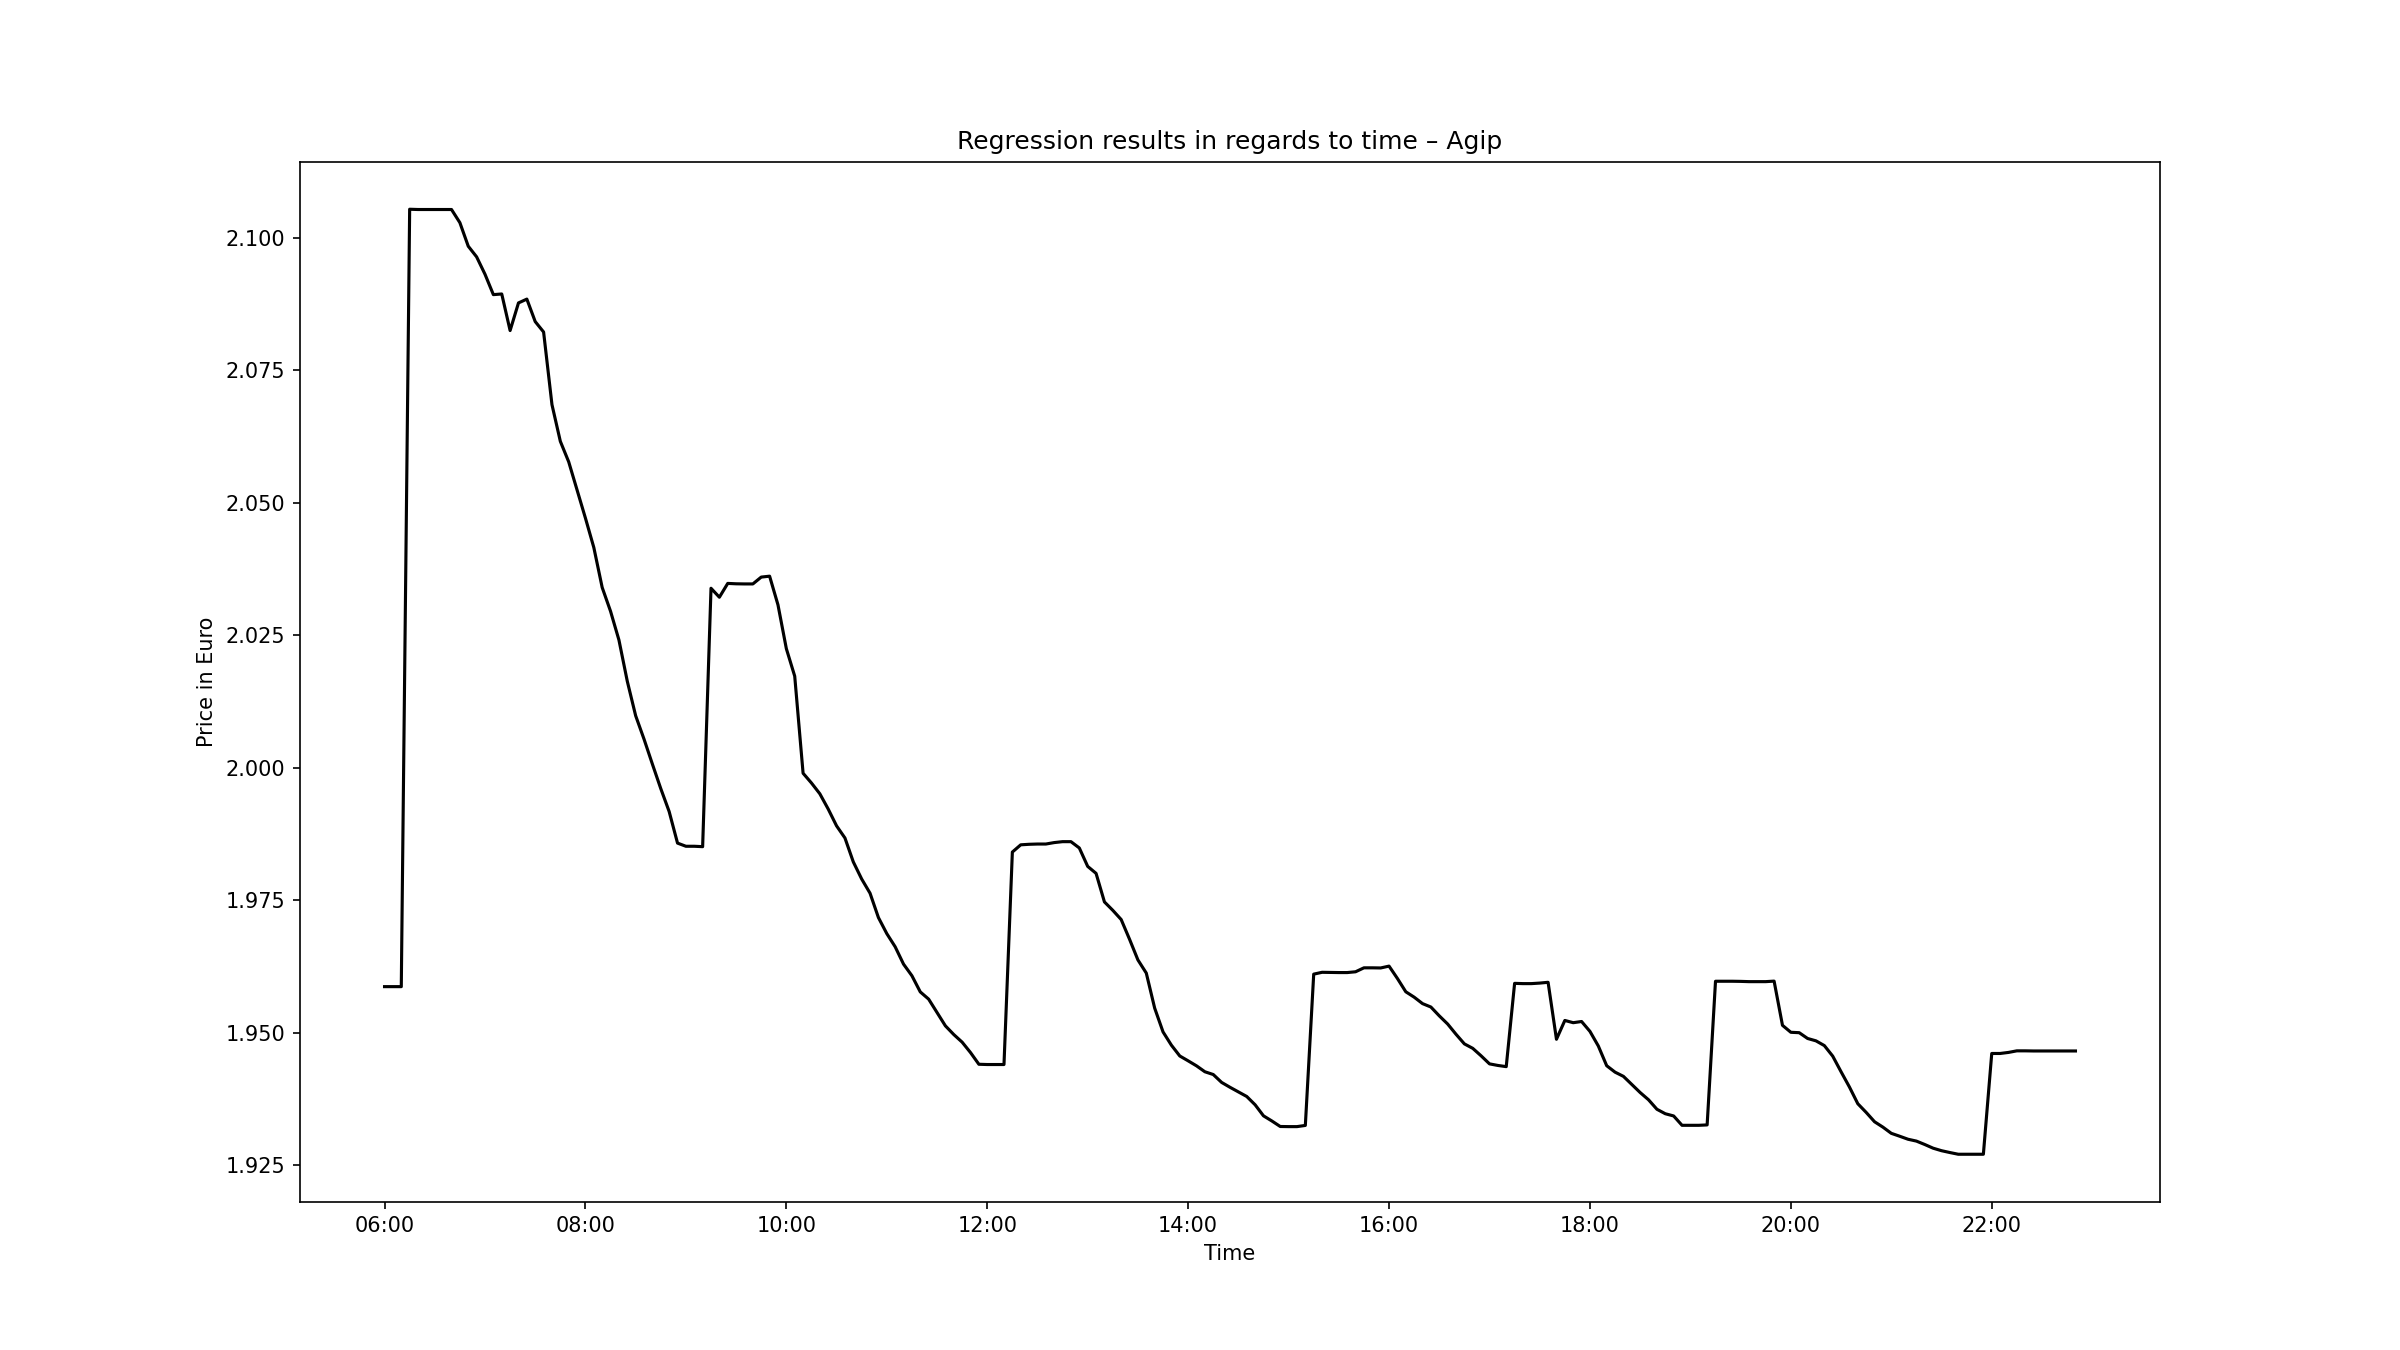 Regression results in regards to time – Agip
2.100
2.075
2.050
2.025
2.000
1.975
1.950
1.925
Price in Euro
06:00 08:00 10:00 12:00 14:00 16:00 18:00 20:00 22:00
Time